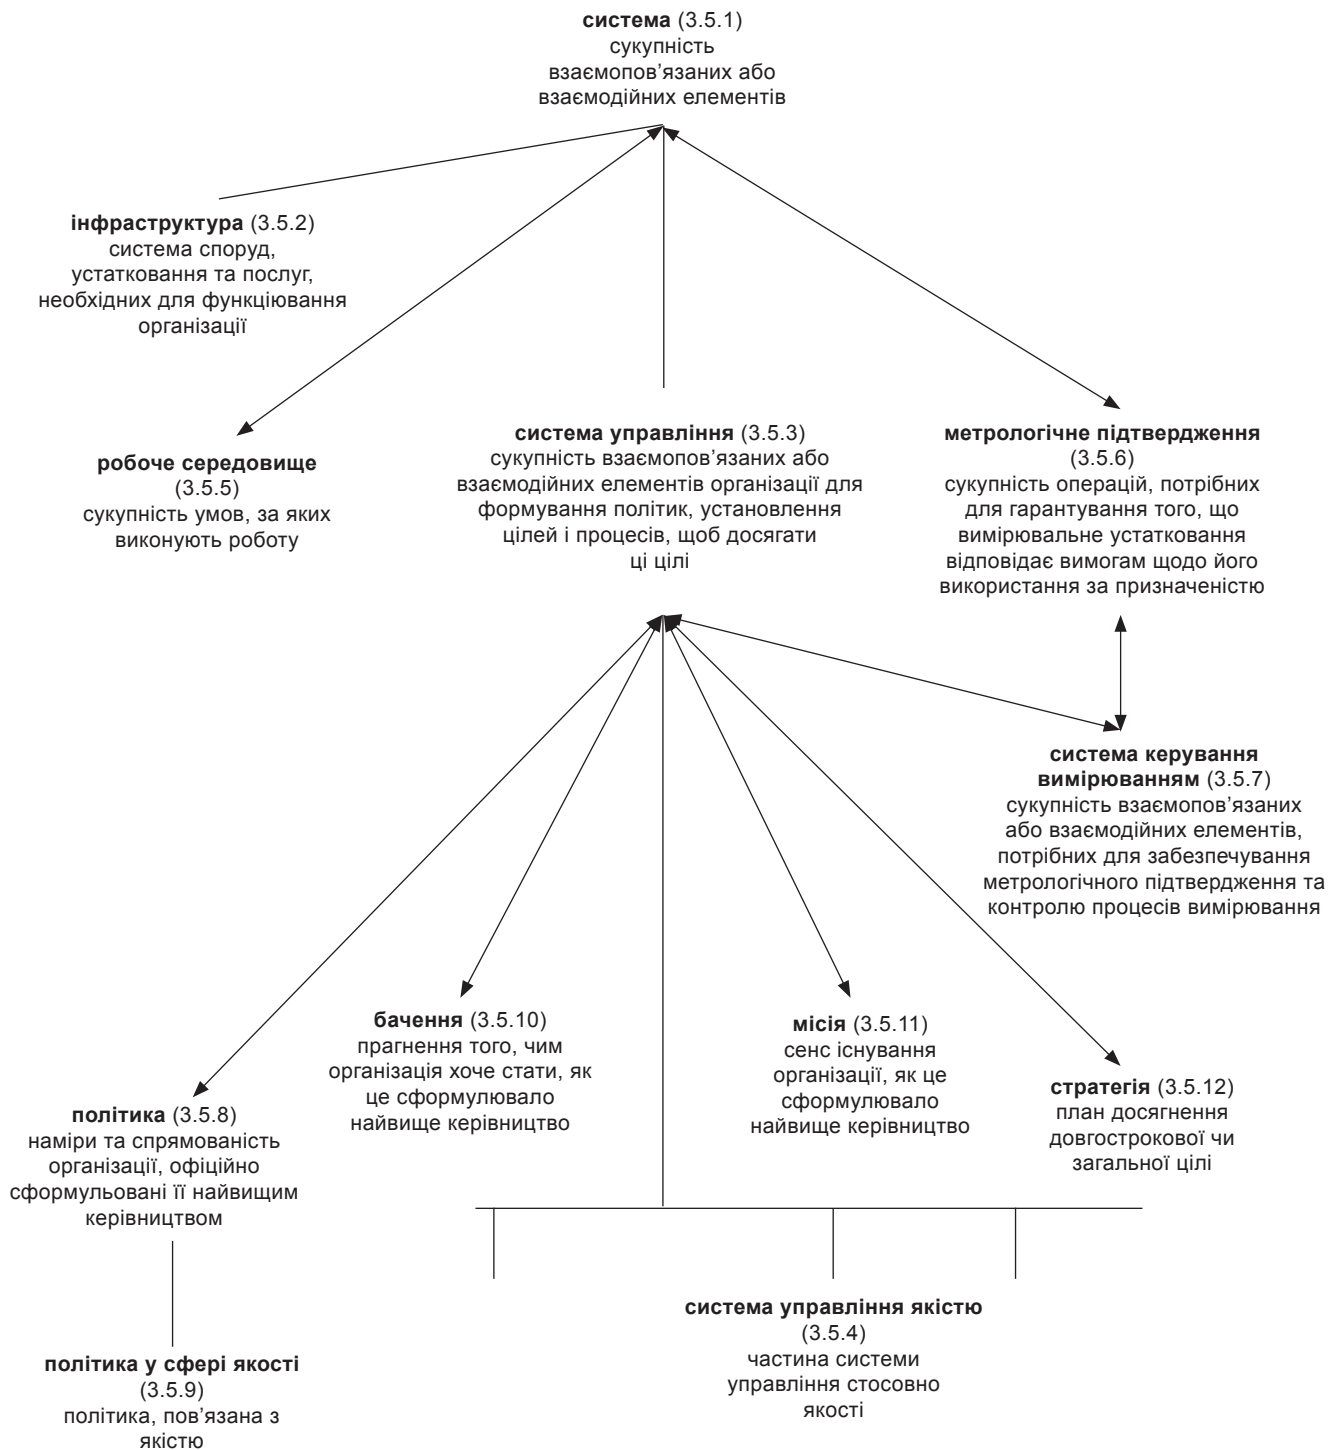 система (3.5.1)
сукупність
взаємопов’язаних або
взаємодійних елементів
інфраструктура (3.5.2)
система споруд,
устатковання та послуг,
необхідних для функціювання
організації
робоче середовище
(3.5.5)
сукупність умов, за яких
виконують роботу
система управління (3.5.3)
сукупність взаємопов’язаних або
взаємодійних елементів організації для
формування політик, установлення
цілей і процесів, щоб досягати
ці цілі
метрологічне підтвердження
(3.5.6)
сукупність операцій, потрібних
для гарантування того, що
вимірювальне устатковання
відповідає вимогам щодо його
використання за призначеністю
система керування
вимірюванням (3.5.7)
сукупність взаємопов’язаних
або взаємодійних елементів,
потрібних для забезпечування
метрологічного підтвердження та
контролю процесів вимірювання
бачення (3.5.10)
прагнення того, чим
організація хоче стати, як
це сформулювало
найвище керівництво
місія (3.5.11)
сенс існування
організації, як це
сформулювало
найвище керівництво
стратегія (3.5.12)
план досягнення
довгострокової чи
загальної цілі
політика (3.5.8)
наміри та спрямованість
організації, офіційно
сформульовані її найвищим
керівництвом
система управління якістю
(3.5.4)
частина системи
управління стосовно
якості
політика у сфері якості
(3.5.9)
політика, пов’язана з
якістю